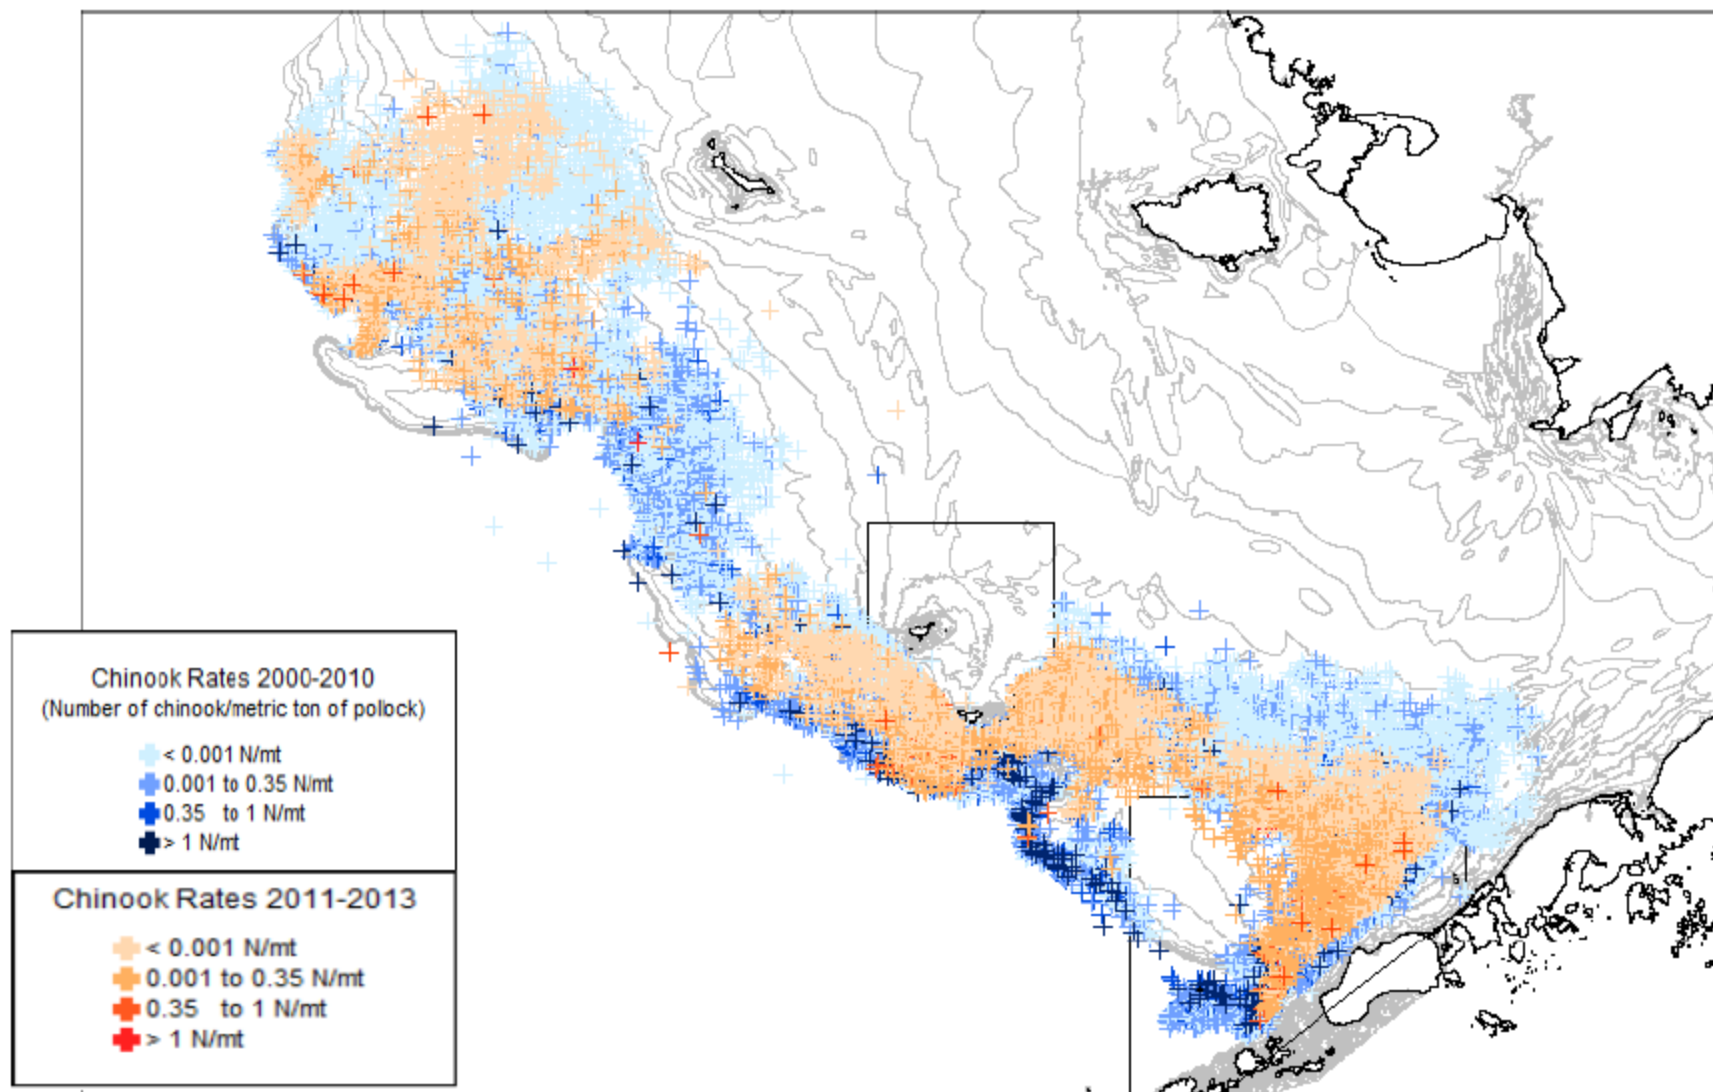 Chinook Rates 2000-2010
(Number of chinook/metric ton of pollock)
< 0.001 N/mt
0.001 to 0.35 N/mt
0.35 to 1 N/mt
> 1 N/mt
Chinook Rates 2011-2013
< 0.001 N/mt
0.001 to 0.35 N/mt
0.35 to 1 N/mt
> 1 N/mt